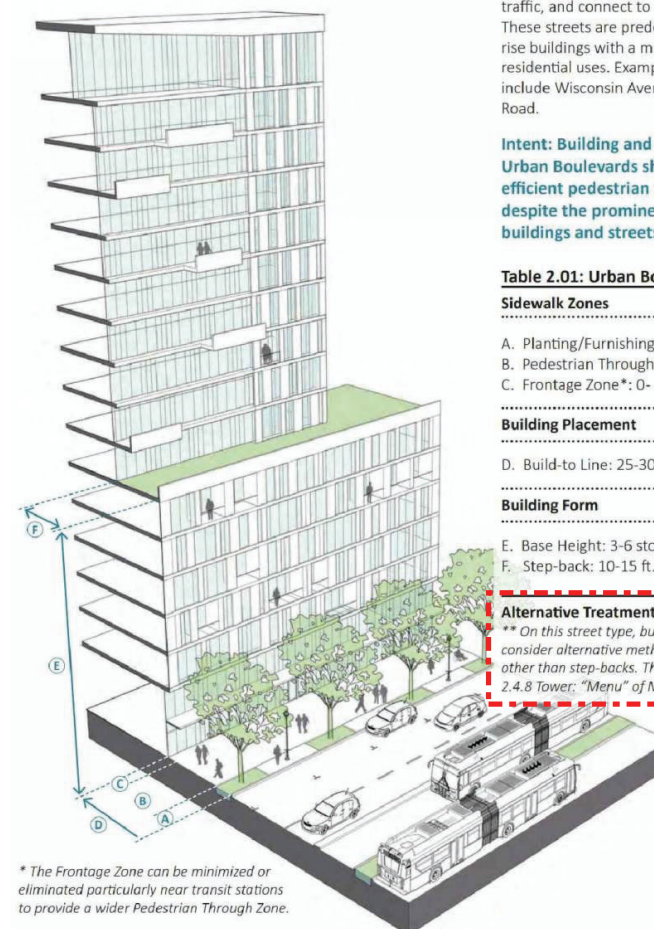 traffic, and connect to
These streets are pred
rise buildings with a m
residential uses. Examp
include Wisconsin Aver
Road.
Intent: Building and
Urban Boulevards sh
efficient pedestrian
despite the promine
buildings and streets
Table 2.01: Urban Bo
Sidewalk Zones
A. Planting/Furnishing
B. Pedestrian Through
C. Frontage Zone*: 0-
Building Placement
D. Build-to Line: 25-30
Building Form
E. Base Height: 3-6 sto
F. Step-back: 10-15 ft.
Alternative Treatment
** On this street type, bu
consider alternative meth
other than step-backs. Th
2.4.8 Tower: "Menu" of M
F
E
C
B
A
D
* The Frontage Zone can be minimized or
eliminated particularly near transit stations
to provide a wider Pedestrian Through Zone.